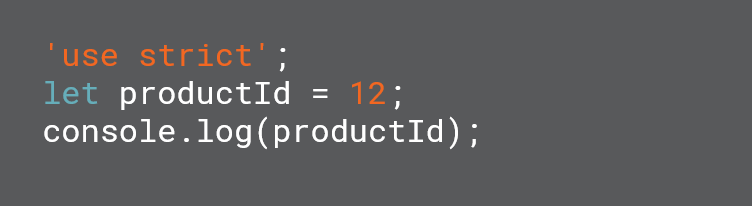 'use strict';
let productId = 12;
console.log(productId);